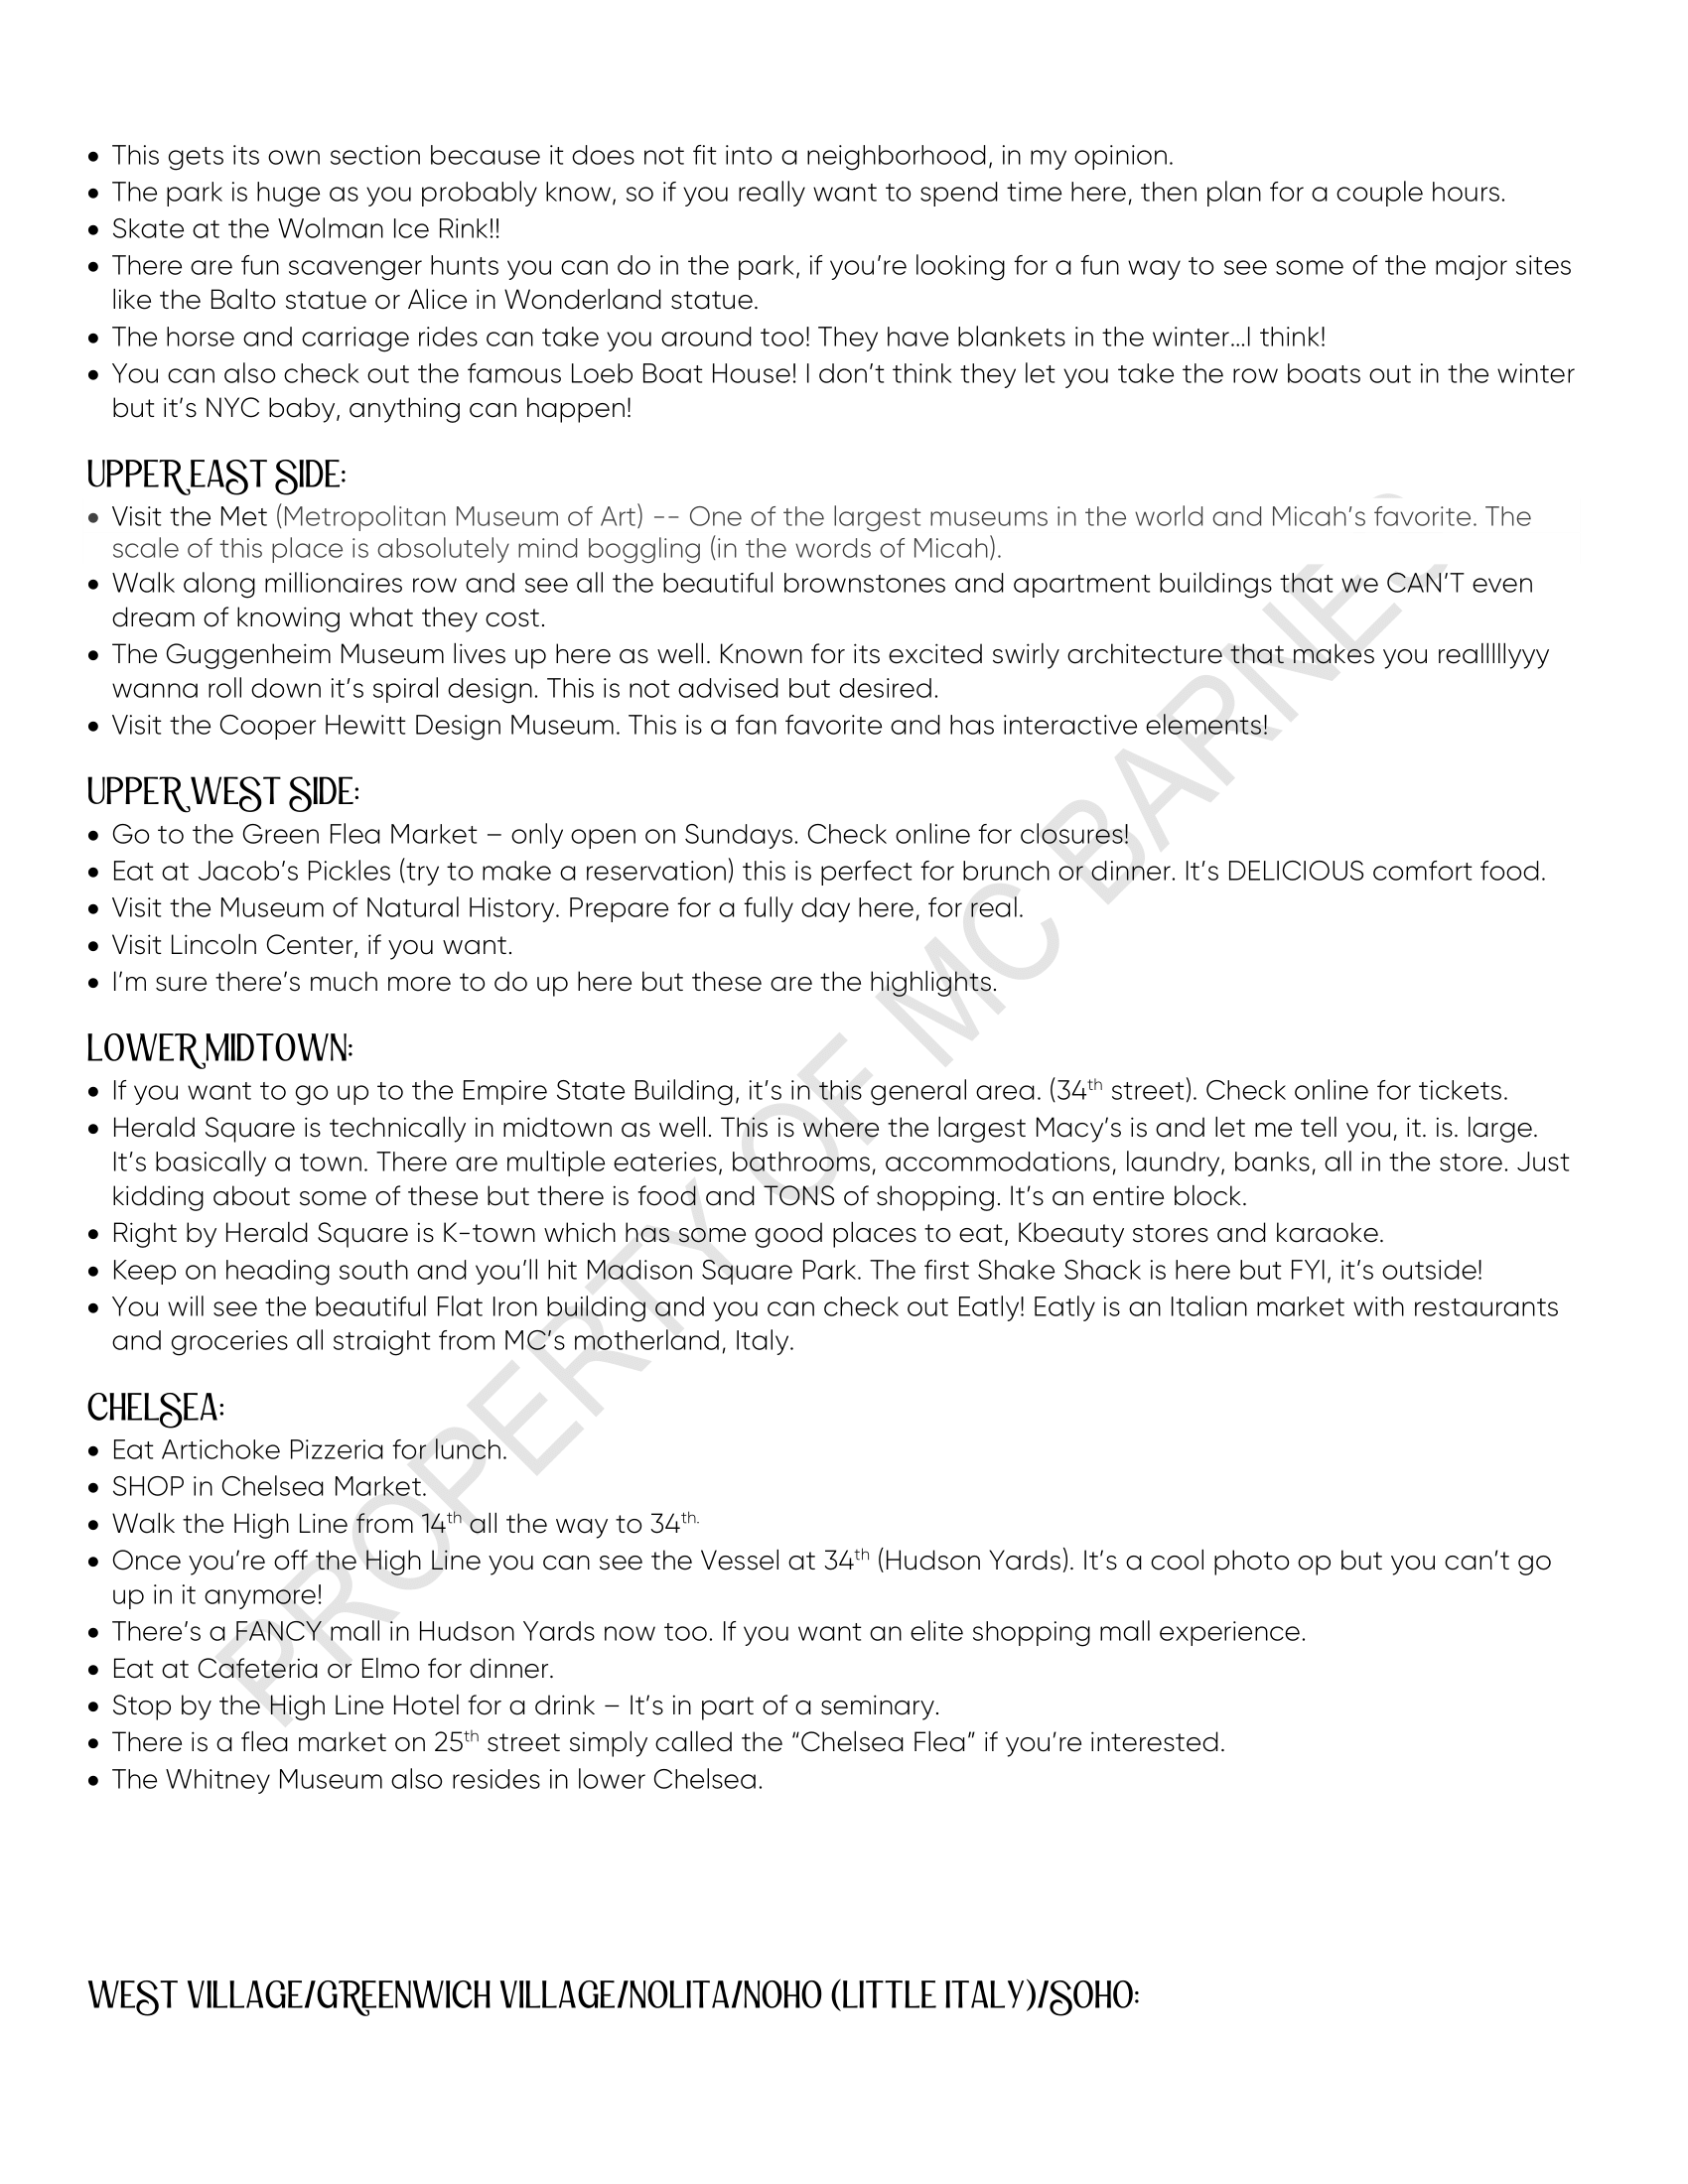 • This gets its own section because it does not fit into a neighborhood, in my opinion.
• The park is huge as you probably know, so if you really want to spend time here, then plan for a couple hours.
• Skate at the Wolman Ice Rink!!
• There are fun scavenger hunts you can do in the park, if you're looking for a fun way to see some of the major sites
like the Balto statue or Alice in Wonderland statue.
• The horse and carriage rides can take you around too! They have blankets in the winter...I think!
• You can also check out the famous Loeb Boat House! I don't think they let you take the row boats out in the winter
but it's NYC baby, anything can happen!
UPPER EAST SIDE:
• Visit the Met (Metropolitan Museum of Art) -- One of the largest museums in the world and Micah's favorite. The
scale of this place is absolutely mind boggling (in the words of Micah).
• Walk along millionaires row and see all the beautiful brownstones and apartment buildings that we CAN'T even
dream of knowing what they cost.
• The Guggenheim Museum lives up here as well. Known for its excited swirly architecture that makes you realllllyyy
wanna roll down it's spiral design. This is not advised but desired.
• Visit the Cooper Hewitt Design Museum. This is a fan favorite and has interactive elements!
UPPER WEST SIDE:
• Go to the Green Flea Market – only open on Sundays. Check online for closures!
• Eat at Jacob's Pickles (try to make a reservation) this is perfect for brunch or dinner. It's DELICIOUS comfort food.
• Visit the Museum of Natural History. Prepare for a fully day here, for real.
• Visit Lincoln Center, if you want.
• I'm sure there's much more to do up here but these are the highlights.
LOWER MIDTOWN:
• If you want to go up to the Empire State Building, it's in this general area. (34th street). Check online for tickets.
• Herald Square is technically in midtown as well. This is where the largest Macy's is and let me tell you, it. is. large.
It's basically a town. There are multiple eateries, bathrooms, accommodations, laundry, banks, all in the store. Just
kidding about some of these but there is food and TONS of shopping. It's an entire block.
• Right by Herald Square is K-town which has some good places to eat, Kbeauty stores and karaoke.
• Keep on heading south and you'll hit Madison Square Park. The first Shake Shack is here but FYI, it's outside!
• You will see the beautiful Flat Iron building and you can check out Eatly! Eatly is an Italian market with restaurants
and groceries all straight from MC's motherland, Italy.
CHELSEA:
• Eat Artichoke Pizzeria for lunch.
• SHOP in Chelsea Market.
• Walk the High Line from 14th all the way to 34th.
• Once you're off the High Line you can see the Vessel at 34th (Hudson Yards). It's a cool photo op but you can't go
up in it anymore!
• There's a FANCY mall in Hudson Yards now too. If you want an elite shopping mall experience.
• Eat at Cafeteria or Elmo for dinner.
• Stop by the High Line Hotel for a drink – It's in part of a seminary.
• There is a flea market on 25th street simply called the "Chelsea Flea" if you're interested.
• The Whitney Museum also resides in lower Chelsea.
WEST VILLAGE/GREENWICH VILLAGE/NOLITA/NOHO (LITTLE ITALY)/SOHO:
PROPERTY OF MC BARNES